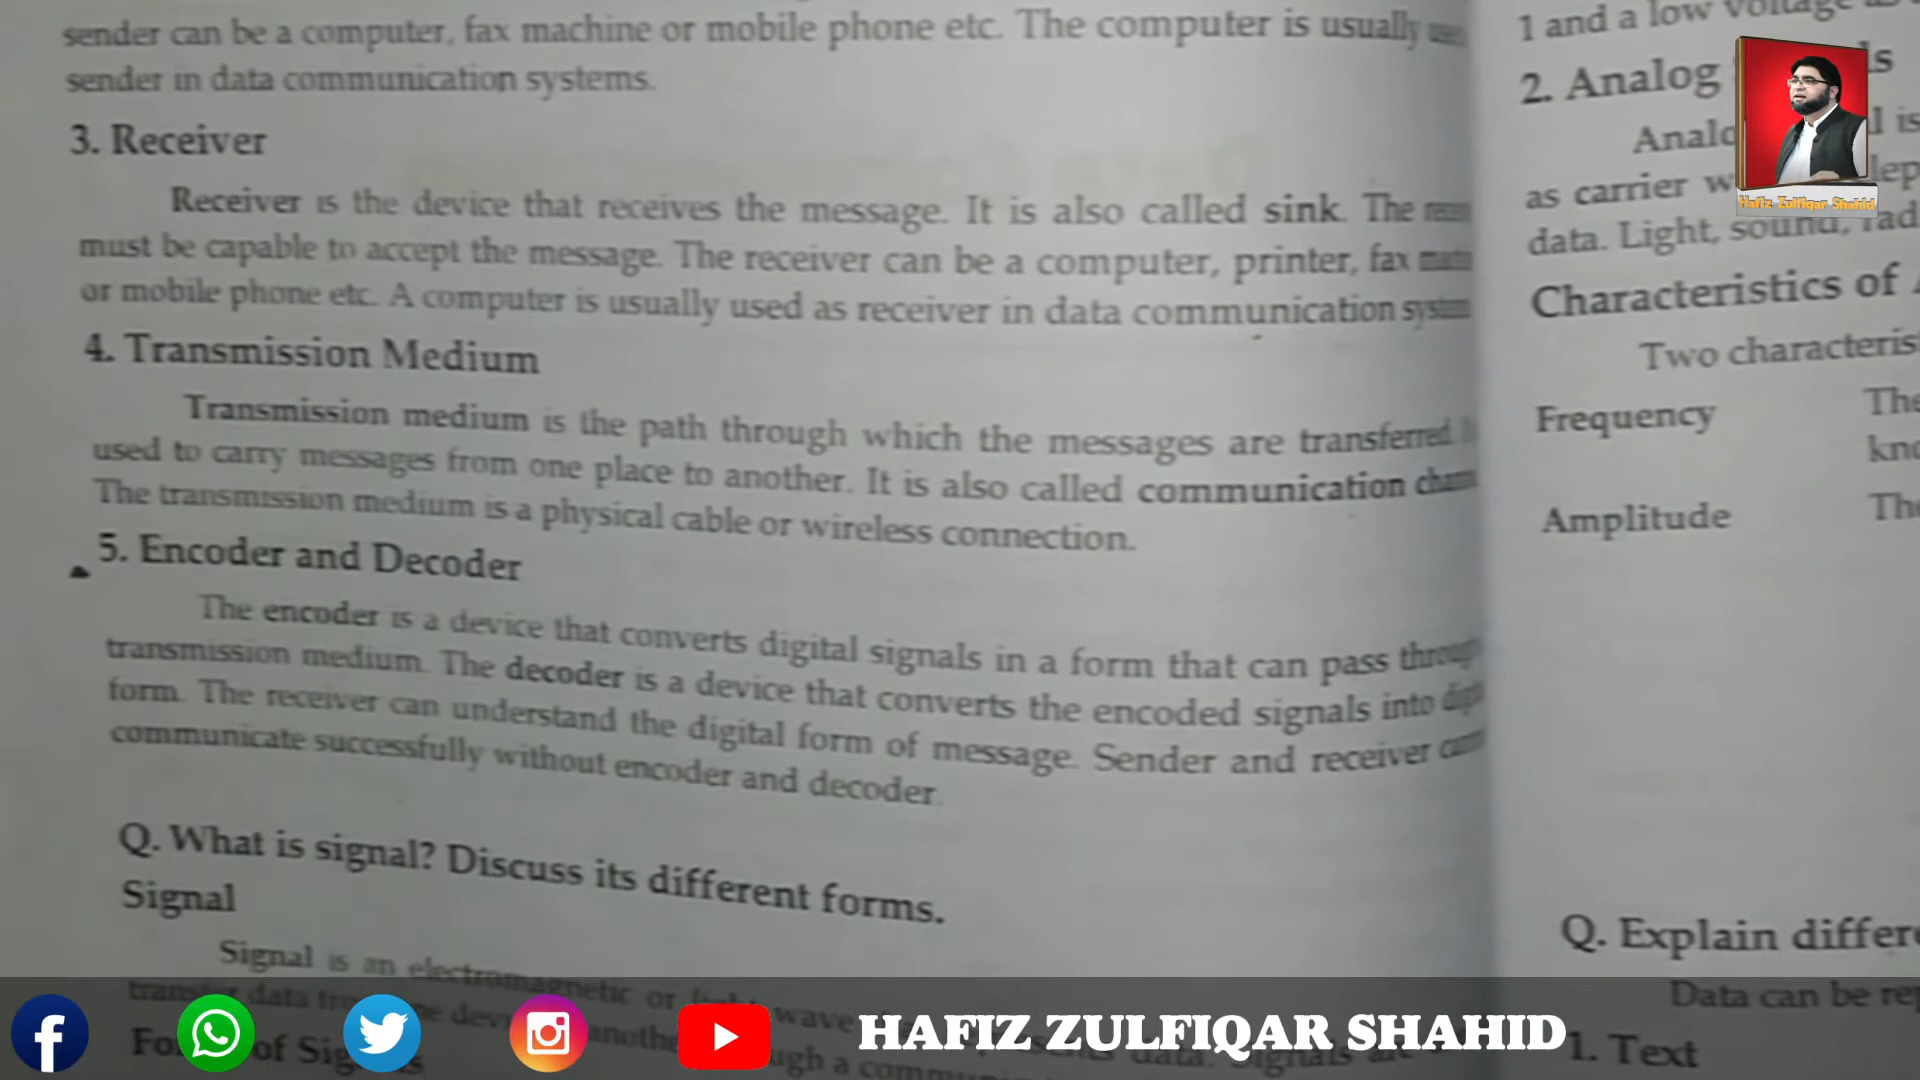 sender can be a computer, fax machine or mobile phone etc. The computer is usually
sender in data communication systems.
3. Receiver
Receiver is the device that receives the message. It is also called sink. The
must be capable to accept the message. The receiver can be a computer, printer, fax
or mobile phone etc. A computer is usually used as receiver in data communication
4. Transmission Medium
Transmission medium is the path through which the messages are transferred.
used to carry messages from one place to another. It is also called communication
The transmission medium is a physical cable or wireless connection.
5. Encoder and Decoder
The encoder is a device that converts digital signals in a form that can pass
transmission medium. The decoder is a device that converts the encoded signals into
form. The receiver can understand the digital form of message. Sender and receiver
communicate successfully without encoder and decoder.
Q. What is signal? Discuss its different forms.
Signal
Signal is an electromagnetic or
data
of
1 and a low voltage
2. Analog
is
as carrier
data. Light, sound,
Characteristics of
Two
Frequency The
Amplitude
Q. Explain
Data can be
1. Text
Hafiz Zulfiqar Shahid
HAFIZ ZULFIQAR SHAHID